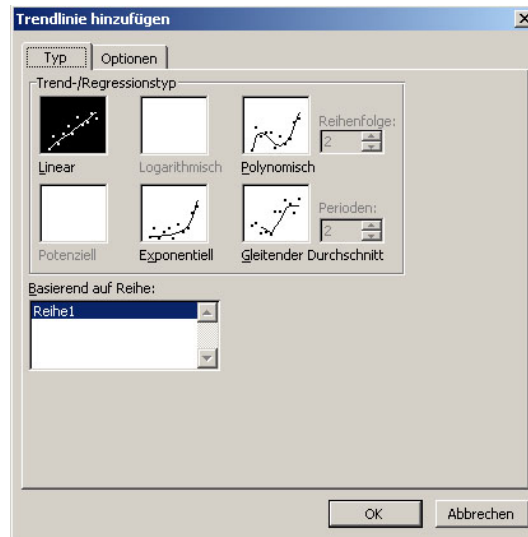 Trendlinie hinzufügen
Typ
Optionen
Trend-/Regressionstyp
Linear
Logarithmisch
Polynomisch
Reihenfolge:
2
Potenziell
Exponentiell
Gleitender Durchschnitt
Perioden:
2
Basierend auf Reihe:
Reihe1
OK
Abbrechen